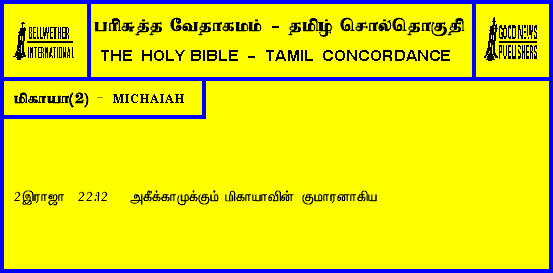 BELLWETHER
INTERNATIONAL
பரிசுத்த வேதாகமம் - தமிழ் சொல்தொகுதி
THE HOLY BIBLE - TAMIL CONCORDANCE
GOOD NEWS
PUBLISHERS
மிகாயா(2) - MICHAIAH
2இராஜா 22:12 அகீக்காமுக்கும் மிகாயாவின் குமாரனாகிய